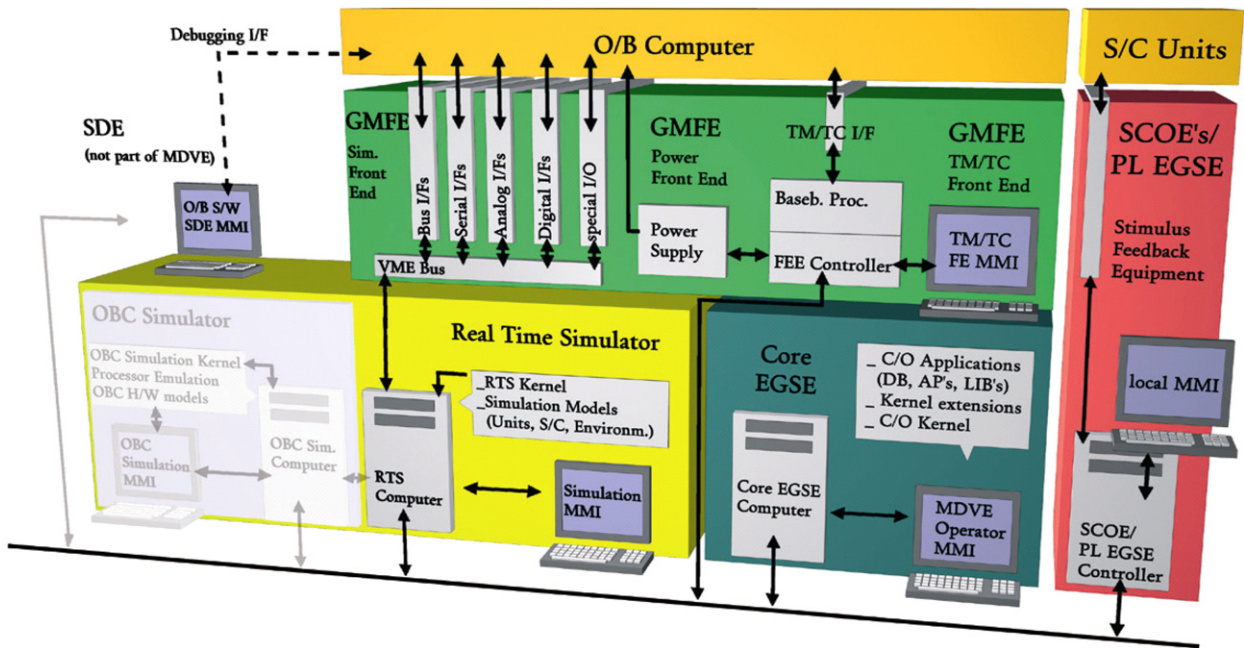 Debugging I/F
O/B Computer
S/C Units
SDE
(not part of MDVE)
O/B S/W
SDE MMI
GMFE
Sim.
Front
End
Bus I/Fs
Serial I/Fs
Analog I/Fs
Digital I/Fs
special I/O
VME Bus
GMFE
Power
Front End
Power
Supply
TM/TC I/F
Baseb. Proc.
FEE Controller
GMFE
TM/TC
Front End
TM/TC
FE MMI
SCOE's/
PL EGSE
Stimulus
Feedback
Equipment
local MMI
SCOE/
PL EGSE
Controller
OBC Simulator
OBC Simulation Kernel
Processor Emulation
OBC H/W models
OBC
Simulation
MMI
OBC Sim.
Computer
Real Time Simulator
_RTS Kernel
_Simulation Models
(Units, S/C, Environm.)
RTS
Computer
Simulation
MMI
Core
EGSE
_ C/O Applications
(DB, AP's, LIB's)
_ Kernel extensions
_ C/O Kernel
Core EGSE
Computer
MDVE
Operator
MMI